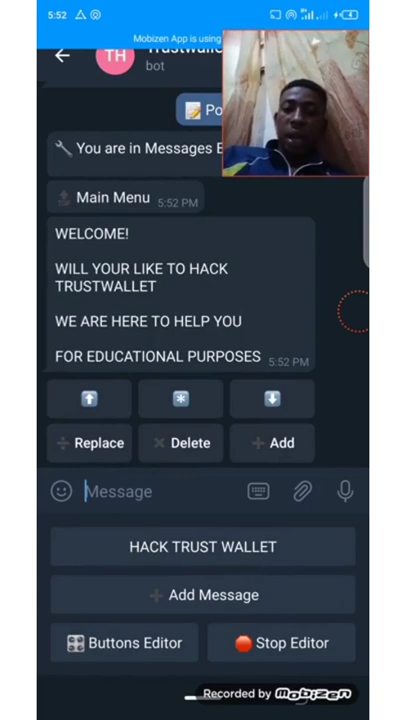 5:52
Mobizen App is using
TH
Trustwalle
bot
Po
You are in Messages E
Main Menu 5:52 PM
WELCOME!
WILL YOUR LIKE TO HACK
TRUSTWALLET
WE ARE HERE TO HELP YOU
FOR EDUCATIONAL PURPOSES 5:52 PM
Replace
Delete
Add
Message
HACK TRUST WALLET
Add Message
Buttons Editor
Stop Editor
Recorded by mobizen